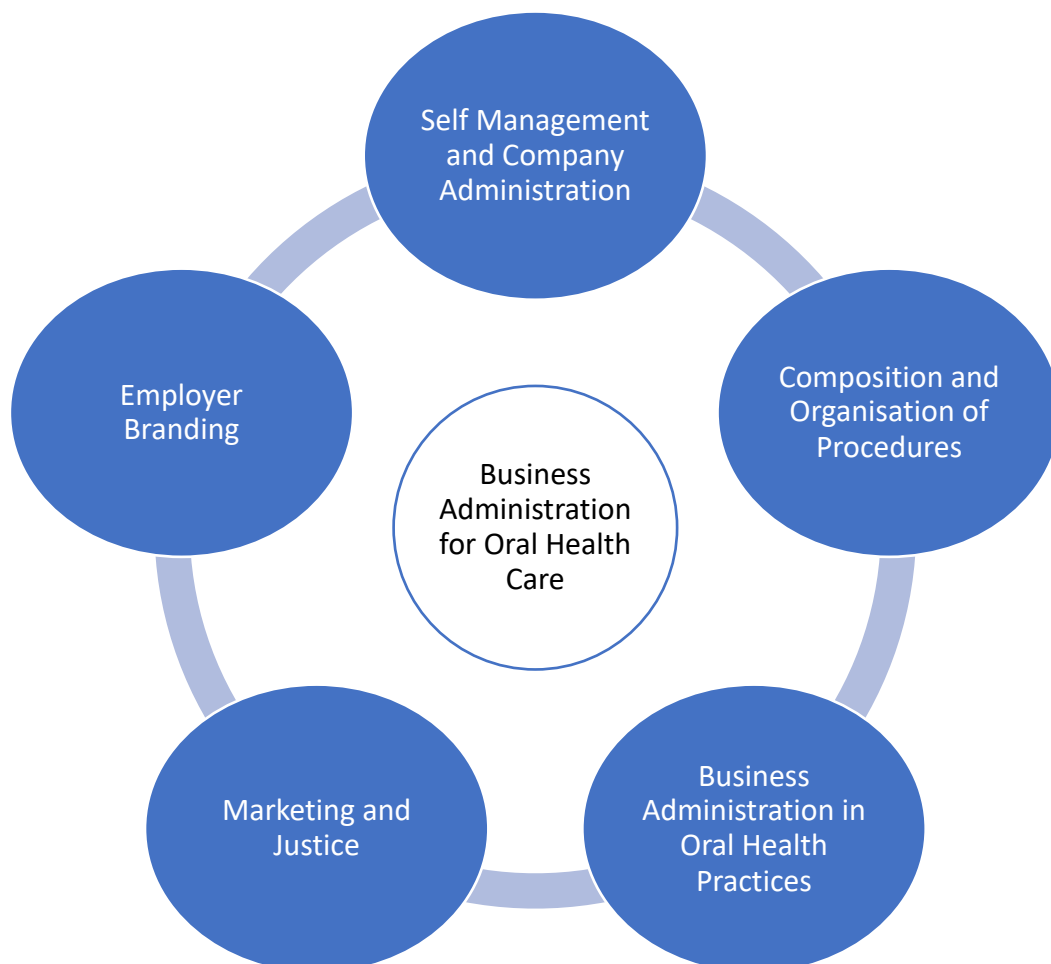 Self Management
and Company
Administration
Composition and
Organisation of
Procedures
Business
Administration in
Oral Health
Practices
Marketing and
Justice
Employer
Branding
Business
Administration
for Oral Health
Care